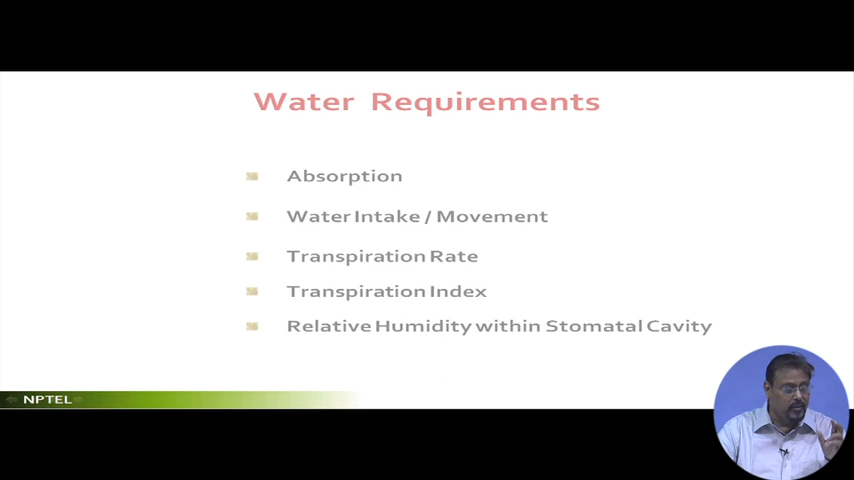 Water Requirements
Absorption
Water Intake / Movement
Transpiration Rate
Transpiration Index
Relative Humidity within Stomatal Cavity
NPTEL